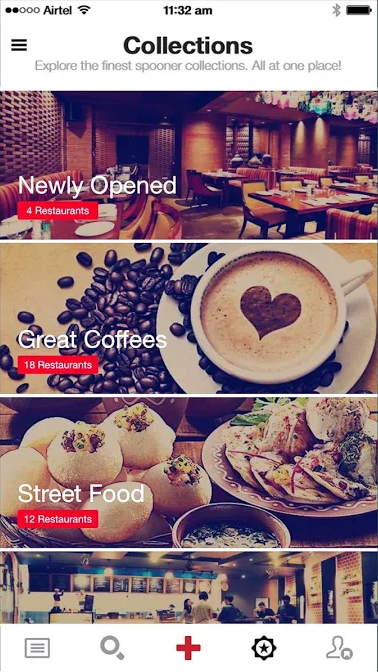 Airtel 11:32 am
Collections
Explore the finest spooner collections. All at one place!
Newly Opened
4 Restaurants
Great Coffees
18 Restaurants
Street Food
12 Restaurants